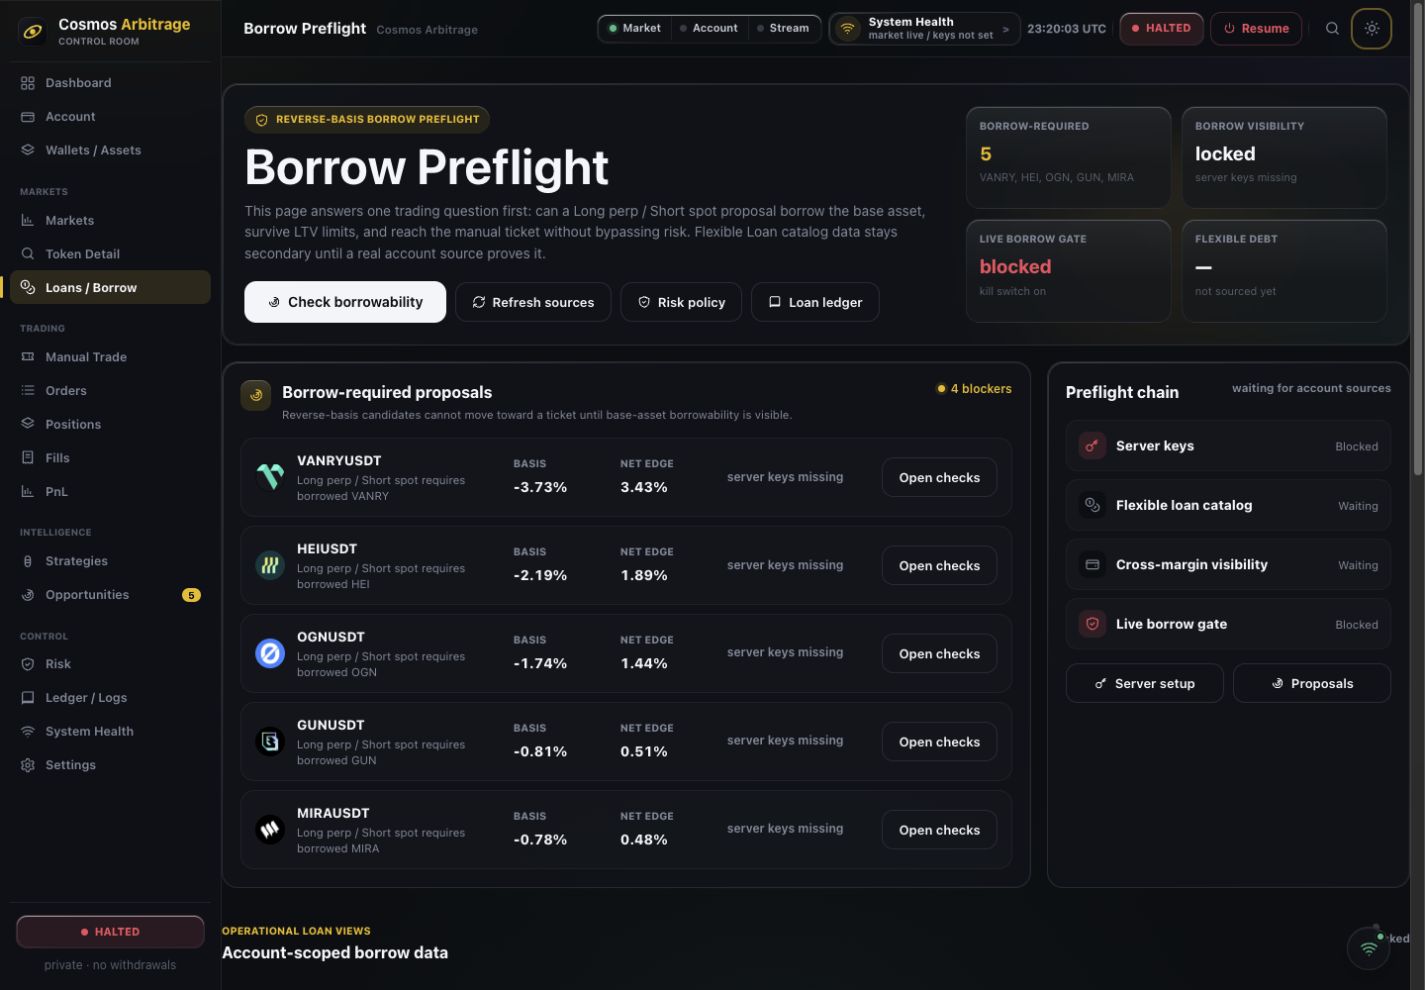 Cosmos Arbitrage
CONTROL ROOM
Dashboard
Account
Wallets / Assets
MARKETS
Markets
Token Detail
Loans / Borrow
TRADING
Manual Trade
Orders
Positions
Fills
PnL
INTELLIGENCE
Strategies
Opportunities 5
CONTROL
Risk
Ledger / Logs
System Health
Settings
HALTED
private · no withdrawals
Borrow Preflight Cosmos Arbitrage
Market Account Stream
System Health
market live / keys not set >
23:20:03 UTC
HALTED
Resume
REVERSE-BASIS BORROW PREFLIGHT
Borrow Preflight
This page answers one trading question first: can a Long perp / Short spot proposal borrow the base asset,
survive LTV limits, and reach the manual ticket without bypassing risk. Flexible Loan catalog data stays
secondary until a real account source proves it.
Check borrowability Refresh sources Risk policy Loan ledger
BORROW-REQUIRED
5
VANRY, HEI, OGN, GUN, MIRA
BORROW VISIBILITY
locked
server keys missing
LIVE BORROW GATE
blocked
kill switch on
FLEXIBLE DEBT
—
not sourced yet
Borrow-required proposals
4 blockers
Reverse-basis candidates cannot move toward a ticket until base-asset borrowability is visible.
VANRYUSDT
Long perp / Short spot requires
borrowed VANRY
BASIS
-3.73%
NET EDGE
3.43%
server keys missing
Open checks
HEIUSDT
Long perp / Short spot requires
borrowed HEI
BASIS
-2.19%
NET EDGE
1.89%
server keys missing
Open checks
OGNUSDT
Long perp / Short spot requires
borrowed OGN
BASIS
-1.74%
NET EDGE
1.44%
server keys missing
Open checks
GUNUSDT
Long perp / Short spot requires
borrowed GUN
BASIS
-0.81%
NET EDGE
0.51%
server keys missing
Open checks
MIRAUSDT
Long perp / Short spot requires
borrowed MIRA
BASIS
-0.78%
NET EDGE
0.48%
server keys missing
Open checks
Preflight chain
waiting for account sources
Server keys Blocked
Flexible loan catalog Waiting
Cross-margin visibility Waiting
Live borrow gate Blocked
Server setup Proposals
OPERATIONAL LOAN VIEWS
Account-scoped borrow data